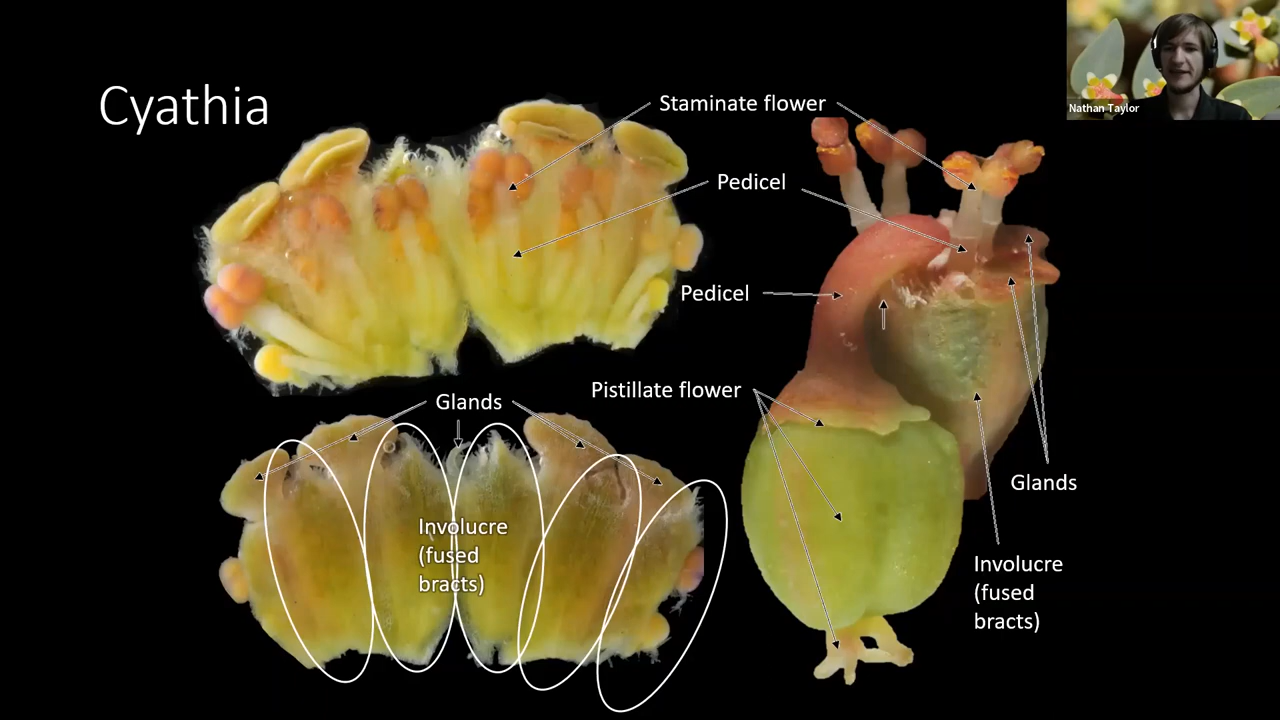 Cyathia
Nathan Taylor
Staminate flower
Pedicel
Pedicel
Pistillate flower
Glands
Involucre
(fused
bracts)
Glands
Involucre
(fused
bracts)